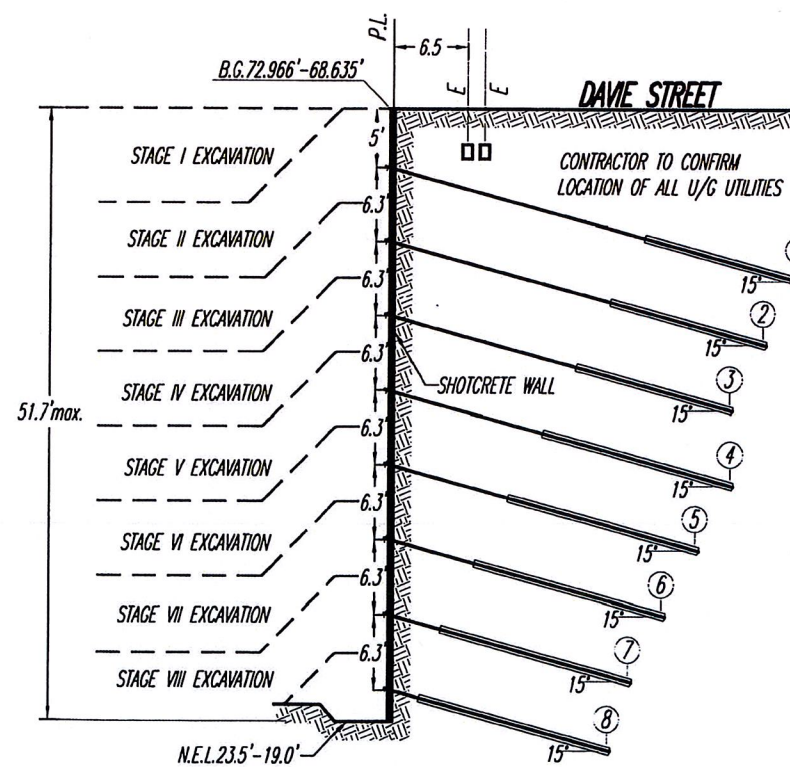 P.L.
6.5
B.G.72.966'-68.635'
E E
DAVIE STREET
5'
STAGE I EXCAVATION
CONTRACTOR TO CONFIRM
LOCATION OF ALL U/G UTILITIES
6.3'
STAGE II EXCAVATION
15°
6.3'
2
15°
STAGE III EXCAVATION
6.3'
SHOTCRETE WALL
3
15°
STAGE IV EXCAVATION
51.7'max.
6.3'
4
15°
STAGE V EXCAVATION
6.3'
5
15°
STAGE VI EXCAVATION
6.3'
6
15°
STAGE VII EXCAVATION
6.3'
7
15°
STAGE VIII EXCAVATION
8
15°
N.E.L.23.5'-19.0'